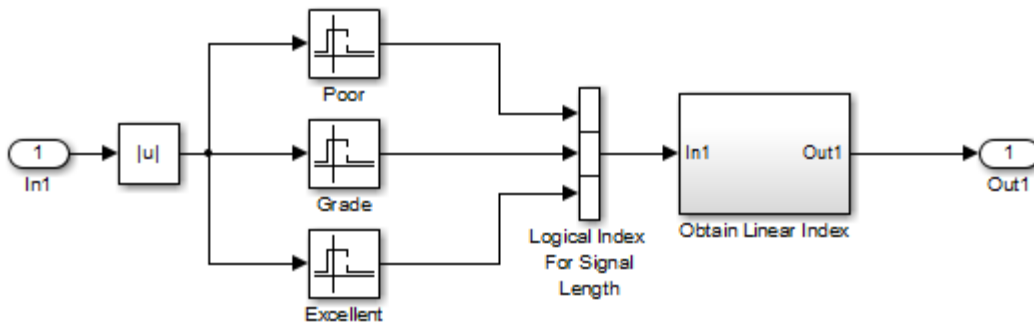 Poor
1
In1
|u|
Grade
Excellent
Logical Index
For Signal
Length
In1 Out1
Obtain Linear Index
1
Out1